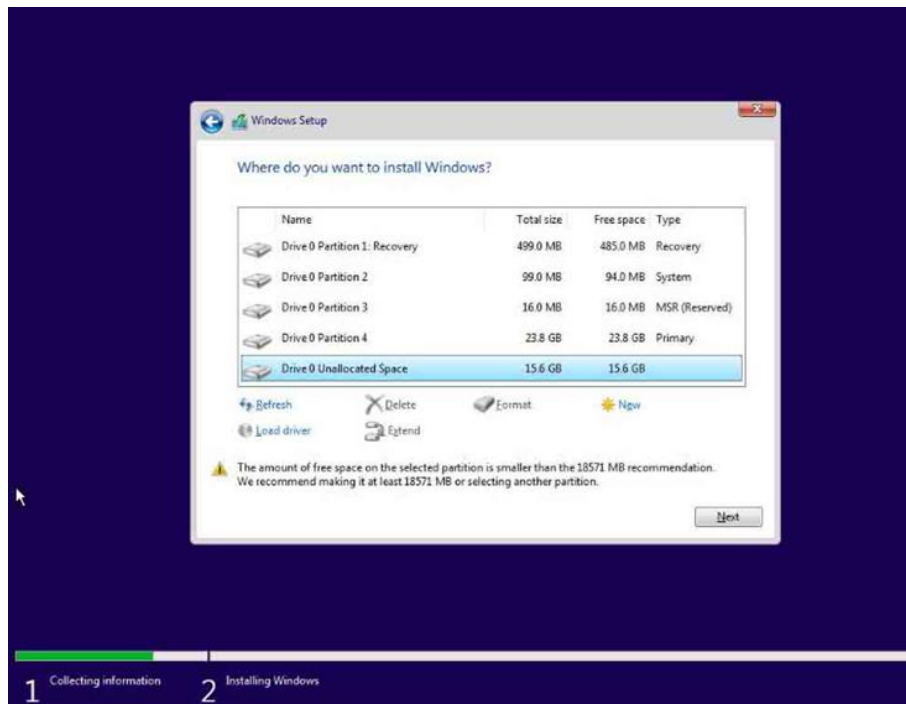 Windows Setup
Where do you want to install Windows?
Name Total size Free space Type
Drive 0 Partition 1: Recovery 499.0 MB 485.0 MB Recovery
Drive 0 Partition 2 99.0 MB 94.0 MB System
Drive 0 Partition 3 16.0 MB 16.0 MB MSR (Reserved)
Drive 0 Partition 4 23.8 GB 23.8 GB Primary
Drive 0 Unallocated Space 15.6 GB 15.6 GB
Refresh Delete Format New
Load driver Extend
The amount of free space on the selected partition is smaller than the 18571 MB recommendation.
We recommend making it at least 18571 MB or selecting another partition.
Next
1 Collecting information 2 Installing Windows